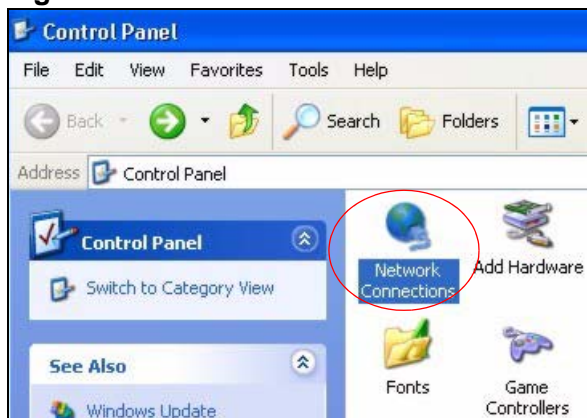 Control Panel
File Edit View Favorites Tools Help
Back Search Folders
Address Control Panel
Control Panel
Switch to Category View
See Also
Windows Update
Network Connections
Add Hardware
Fonts
Game Controllers